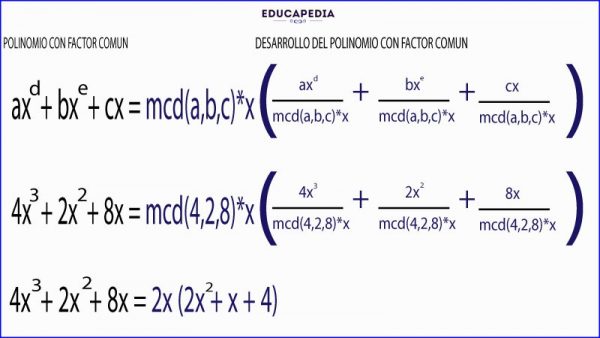 EDUCAPEDIA
POLINOMIO CON FACTOR COMUN
DESARROLLO DEL POLINOMIO CON FACTOR COMUN
ax^d + bx^e + cx = mcd(a,b,c)*x ( ax^d / mcd(a,b,c)*x + bx^e / mcd(a,b,c)*x + cx / mcd(a,b,c)*x )
4x^3 + 2x^2 + 8x = mcd(4,2,8)*x ( 4x^3 / mcd(4,2,8)*x + 2x^2 / mcd(4,2,8)*x + 8x / mcd(4,2,8)*x )
4x^3 + 2x^2 + 8x = 2x (2x^2 + x + 4)